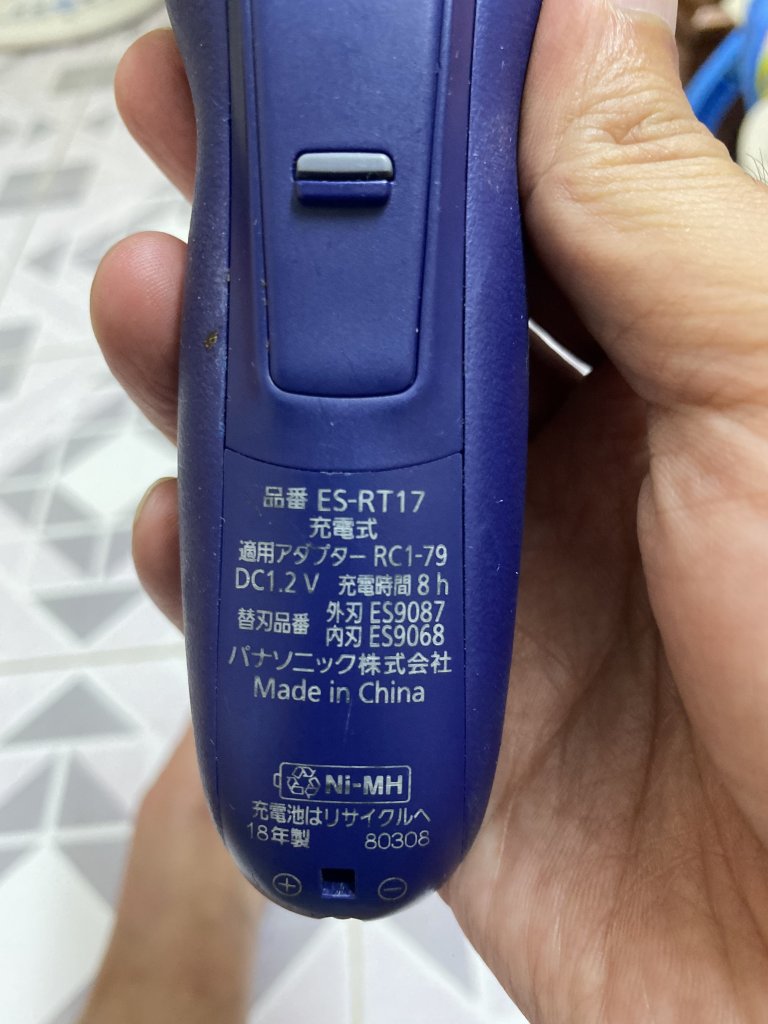 品番 ES-RT17
充電式
適用アダプター RC1-79
DC1.2 V 充電時間 8 h
替刃品番 外刃 ES9087
内刃 ES9068
パナソニック株式会社
Made in China
Ni-MH
充電池はリサイクルへ
18年製 80308
+ −